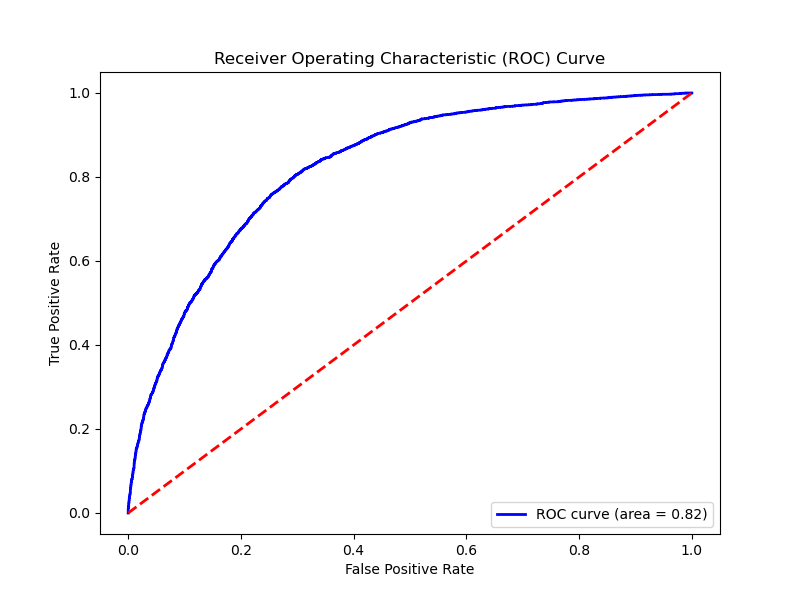 Receiver Operating Characteristic (ROC) Curve
1.0
0.8
0.6
0.4
0.2
0.0
True Positive Rate
ROC curve (area = 0.82)
0.0 0.2 0.4 0.6 0.8 1.0
False Positive Rate